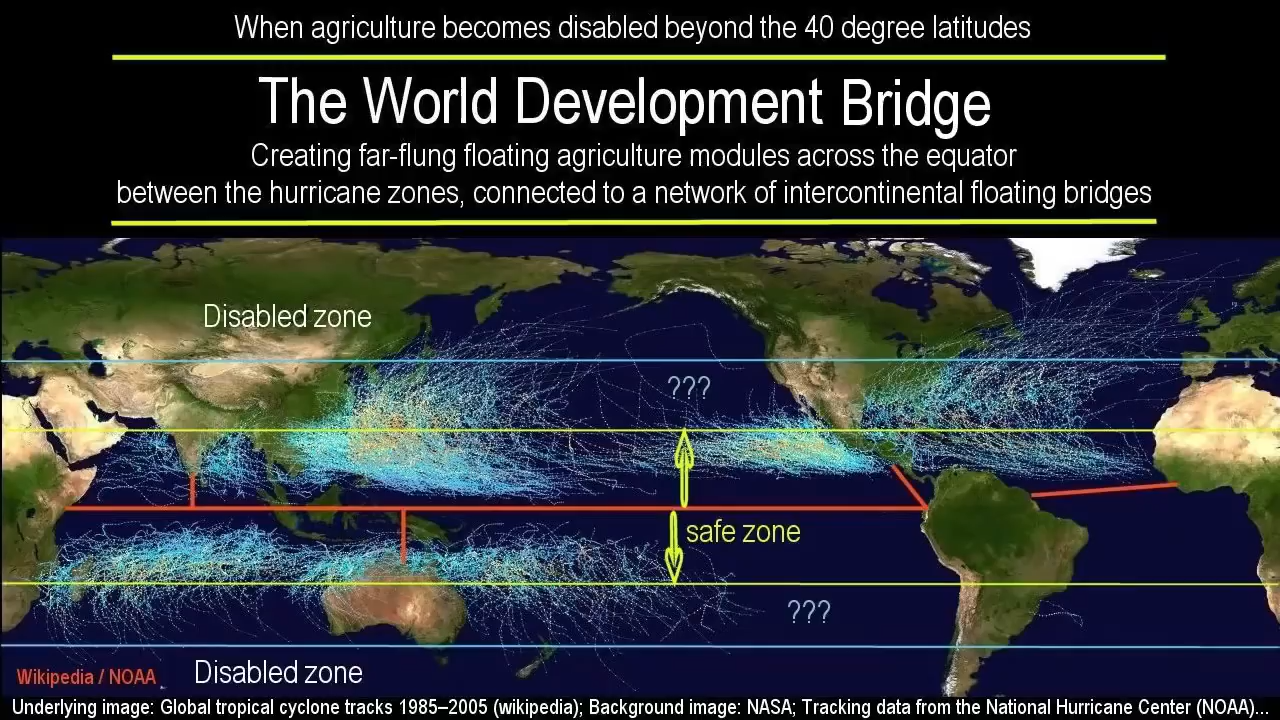 When agriculture becomes disabled beyond the 40 degree latitudes
The World Development Bridge
Creating far-flung floating agriculture modules across the equator
between the hurricane zones, connected to a network of intercontinental floating bridges
Disabled zone
???
safe zone
???
Disabled zone
Wikipedia / NOAA
Underlying image: Global tropical cyclone tracks 1985–2005 (wikipedia); Background image: NASA; Tracking data from the National Hurricane Center (NOAA)...